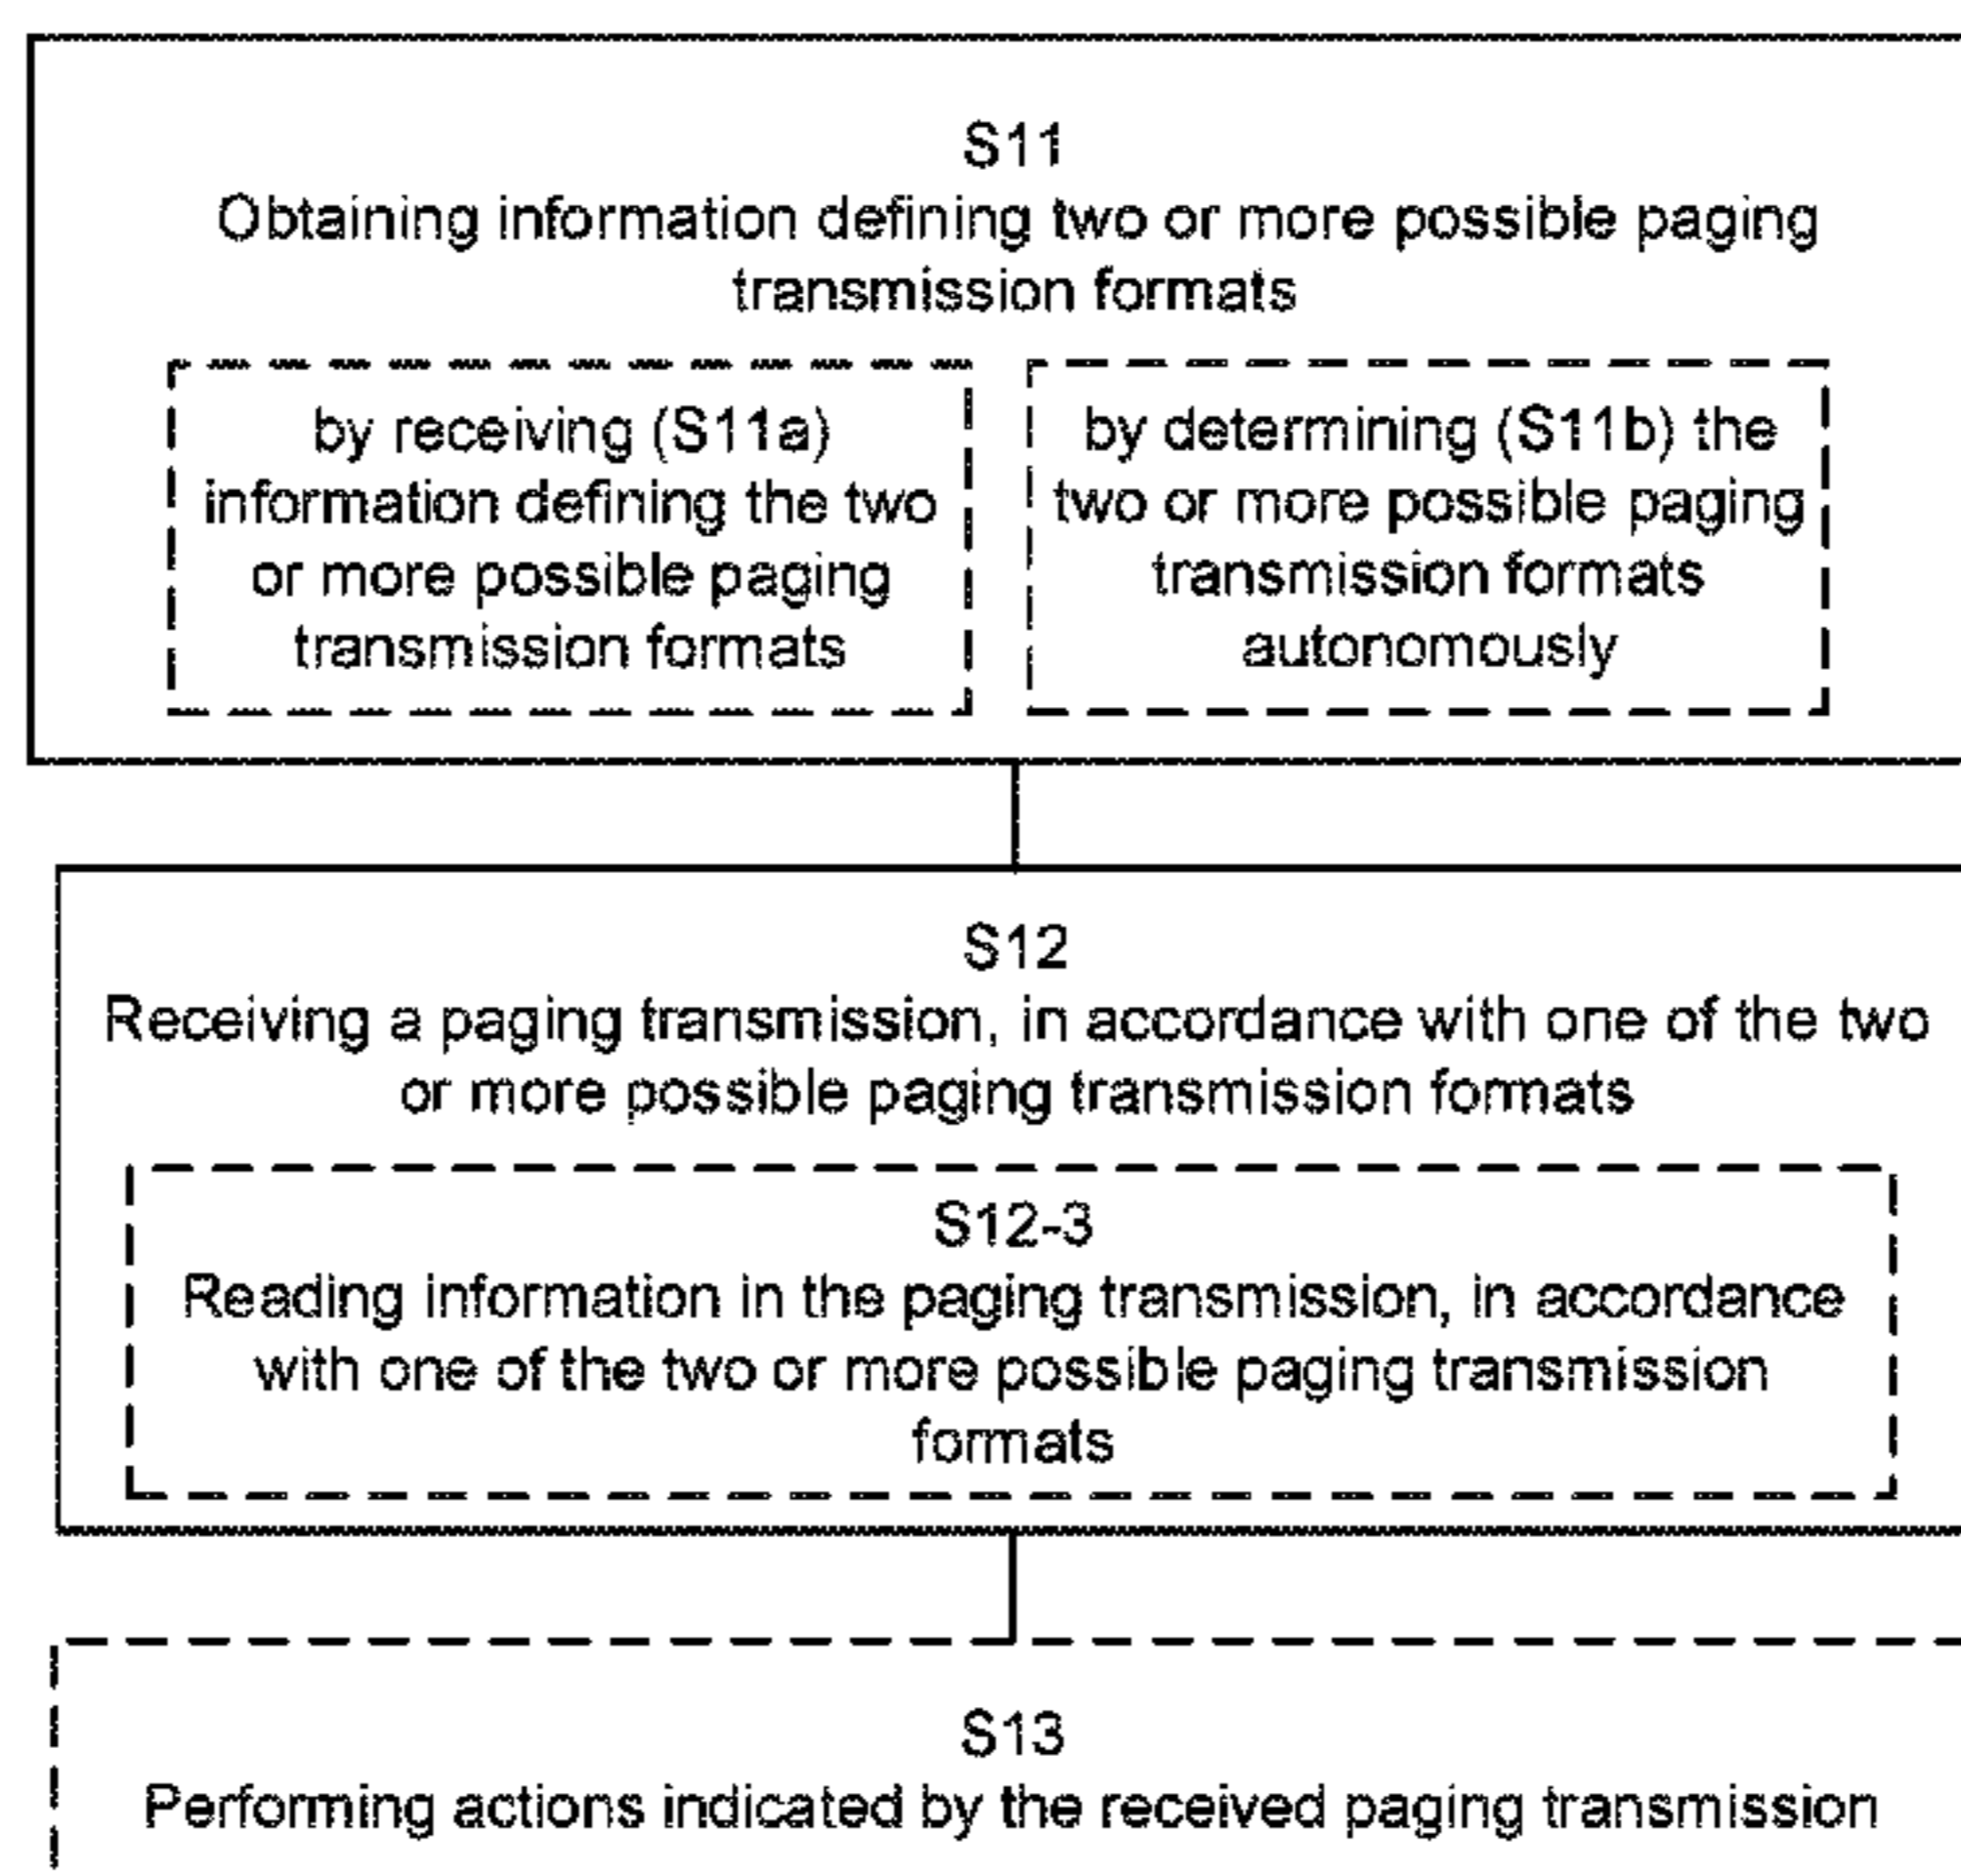 S11
Obtaining information defining two or more possible paging
transmission formats
by receiving (S11a)
information defining the two
or more possible paging
transmission formats
by determining (S11b) the
two or more possible paging
transmission formats
autonomously
S12
Receiving a paging transmission, in accordance with one of the two
or more possible paging transmission formats
S12-3
Reading information in the paging transmission, in accordance
with one of the two or more possible paging transmission
formats
S13
Performing actions indicated by the received paging transmission